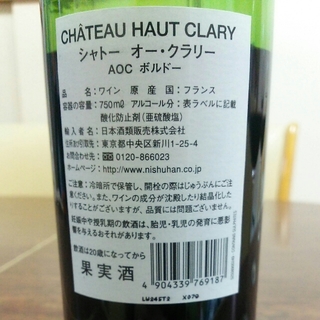 CHÂTEAU HAUT CLARY
シャトー オー・クラリー
AOC ボルドー
品名：ワイン 原産国：フランス
容器の容量：750mℓ アルコール分：表ラベルに記載
酸化防止剤（亜硫酸塩）
輸入者：日本酒類販売株式会社
住所及び引取先：東京都中央区新川1-25-4
お問合わせ先：0120-866023
ホームページ：www.nishuhan.co.jp
ご注意：冷暗所で保管し、開栓の際はじゅうぶんにご注意
ください。また、ワインの成分が沈殿したり結晶化した
りすることがございますが、品質には問題ございません。
妊娠中や授乳期の飲酒は、胎児・乳児の発育に悪影
響を与えるおそれがあります。
飲酒は20歳になってから
果実酒
4 904339 769187